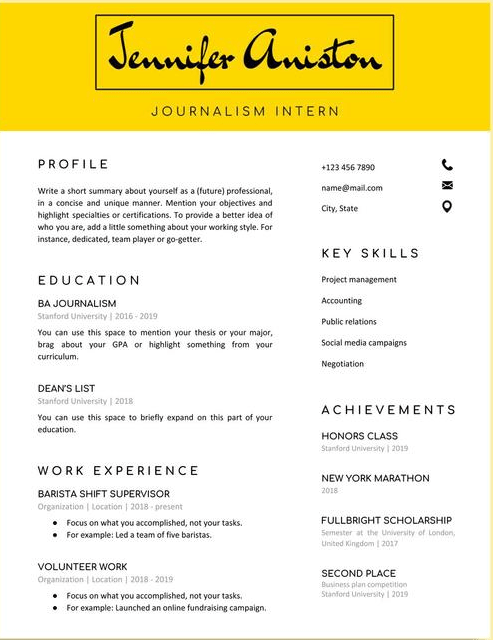 Jennifer Aniston
JOURNALISM INTERN
PROFILE
Write a short summary about yourself as a (future) professional,
in a concise and unique manner. Mention your objectives and
highlight specialties or certifications. To provide a better idea of
who you are, add a little something about your working style. For
instance, dedicated, team player or go-getter.
EDUCATION
BA JOURNALISM
Stanford University | 2016 - 2019
You can use this space to mention your thesis or your major,
brag about your GPA or highlight something from your
curriculum.
DEAN'S LIST
Stanford University | 2018
You can use this space to briefly expand on this part of your
education.
WORK EXPERIENCE
BARISTA SHIFT SUPERVISOR
Organization | Location | 2018 - present
● Focus on what you accomplished, not your tasks.
● For example: Led a team of five baristas.
VOLUNTEER WORK
Organization | Location | 2018 - 2019
● Focus on what you accomplished, not your tasks.
● For example: Launched an online fundraising campaign.
+123 456 7890
name@mail.com
City, State
KEY SKILLS
Project management
Accounting
Public relations
Social media campaigns
Negotiation
ACHIEVEMENTS
HONORS CLASS
Stanford University | 2019
NEW YORK MARATHON
2018
FULLBRIGHT SCHOLARSHIP
Semester at the University of London,
United Kingdom | 2017
SECOND PLACE
Business plan competition
Stanford University | 2019